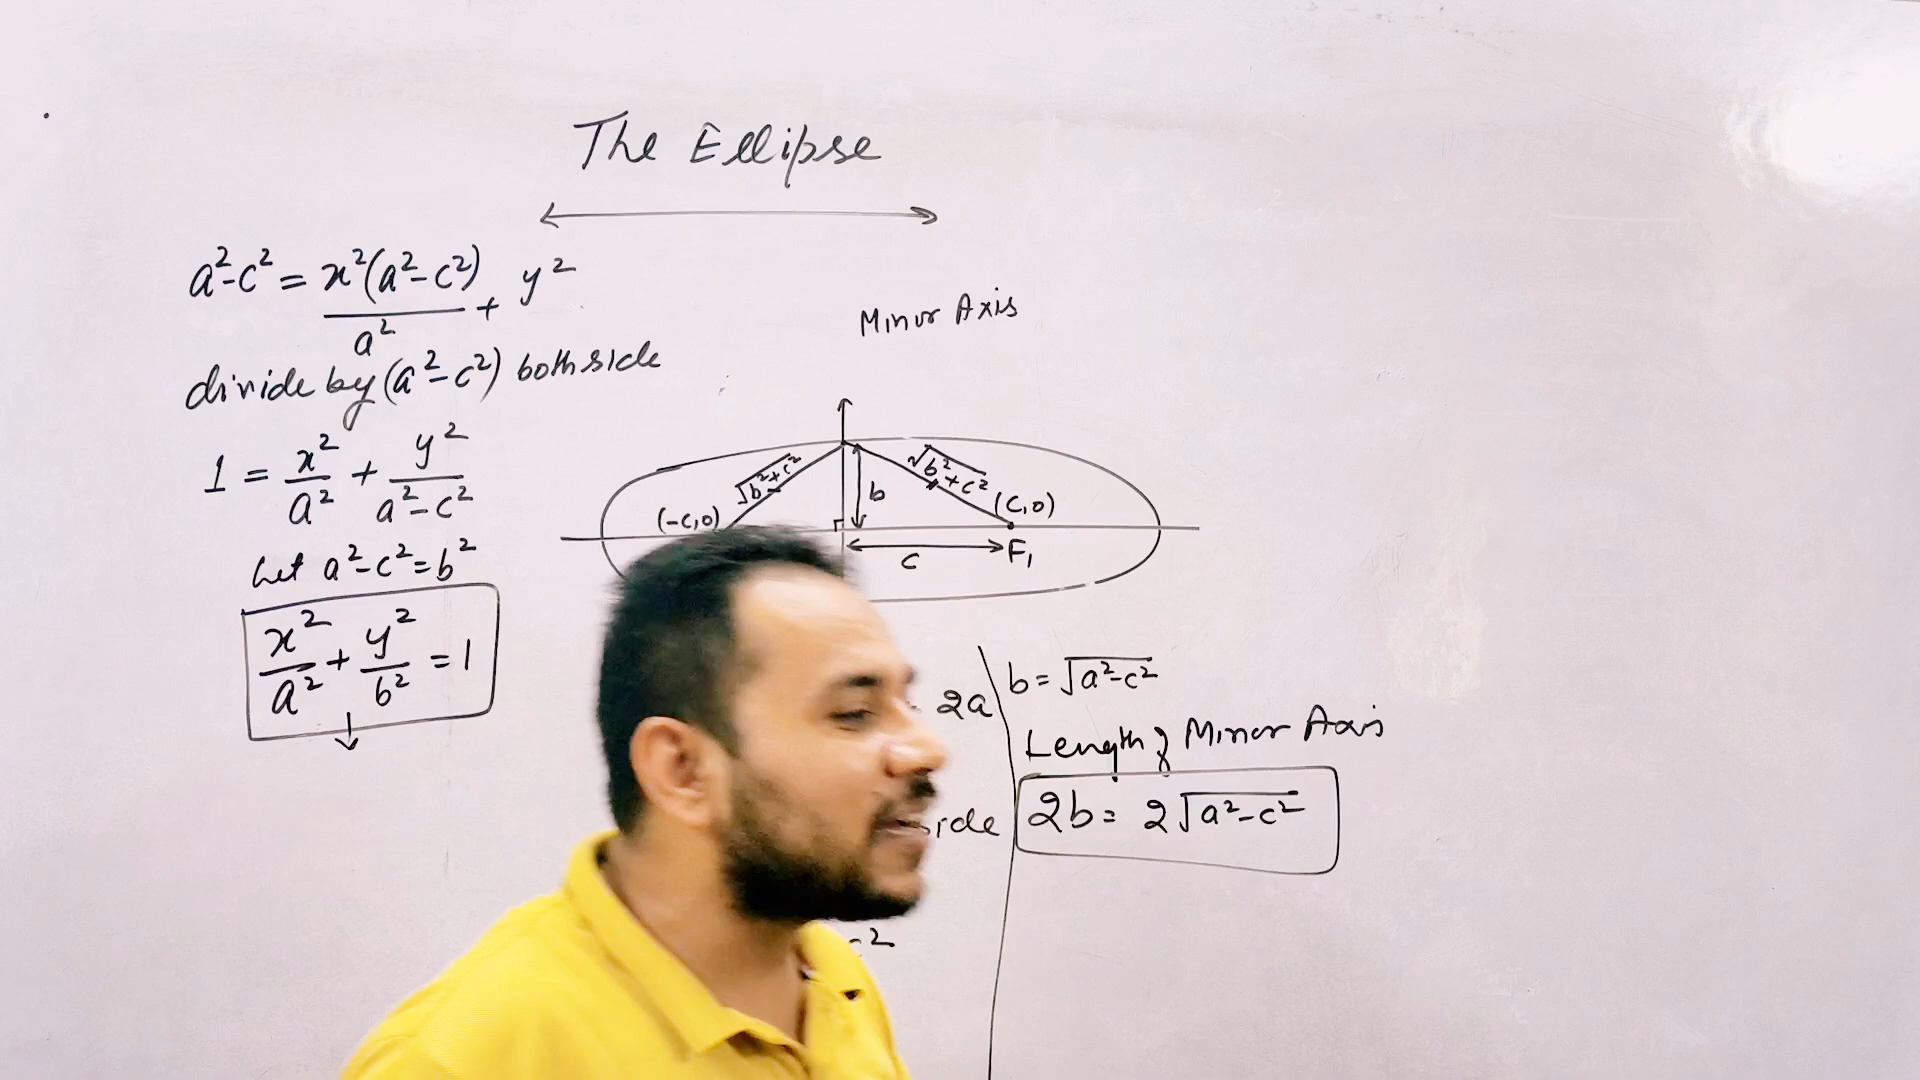 The Ellipse
a²-c² = x²(a²-c²)/a² + y²
divide by (a²-c²) both side
1 = x²/a² + y²/a²-c²
Let a²-c²=b²
x²/a² + y²/b² = 1
Minor Axis
√b²+c²
√b²+c²
b
(-c,0)
(c,0)
c
F₁
2a
side
c²
b = √a²-c²
Length of Minor Axis
2b = 2√a²-c²